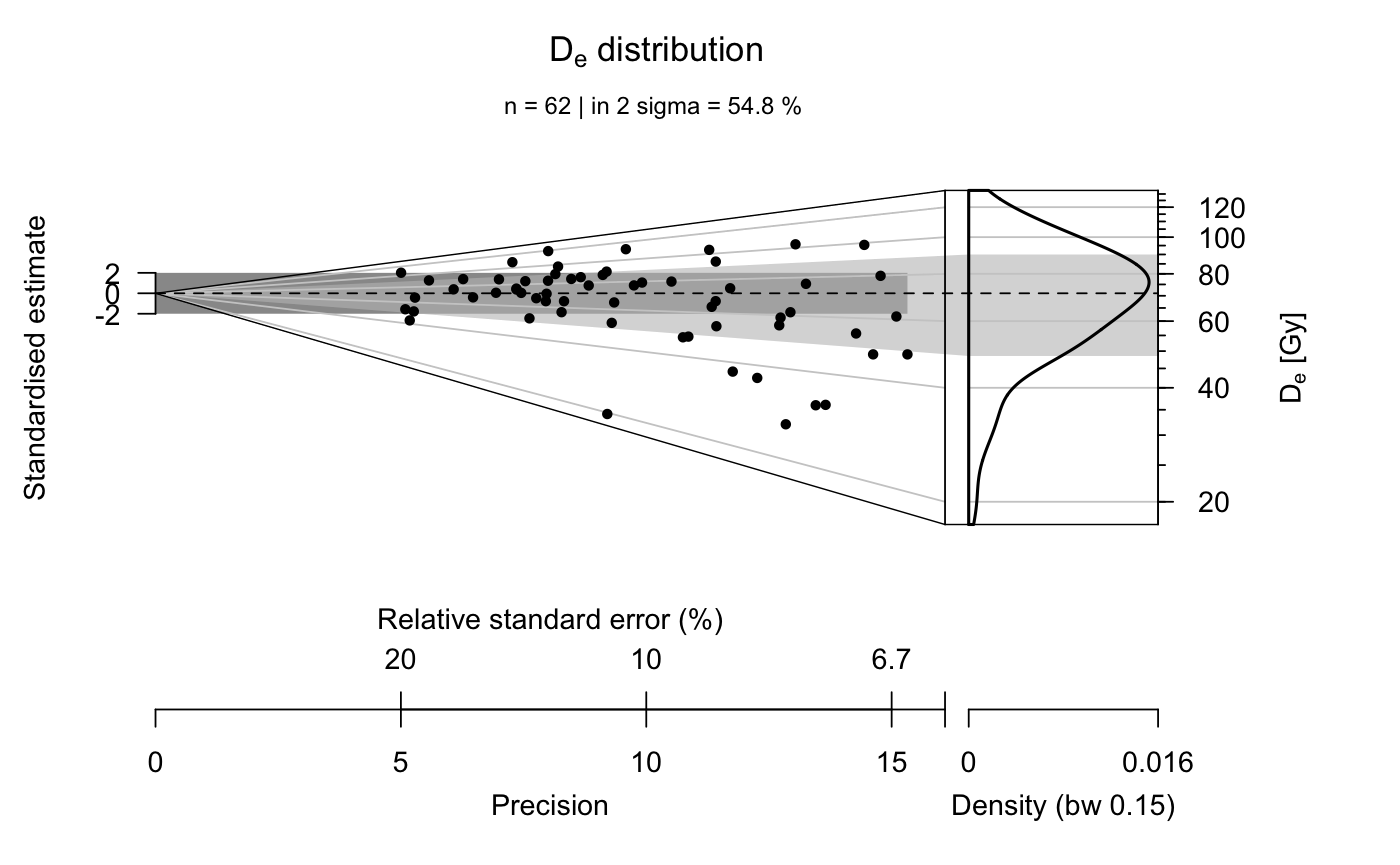 De distribution
n = 62 | in 2 sigma = 54.8 %
Standardised estimate
2
0
-2
120
100
80
60
40
20
De [Gy]
Relative standard error (%)
20 10 6.7
0 5 10 15 0 0.016
Precision Density (bw 0.15)